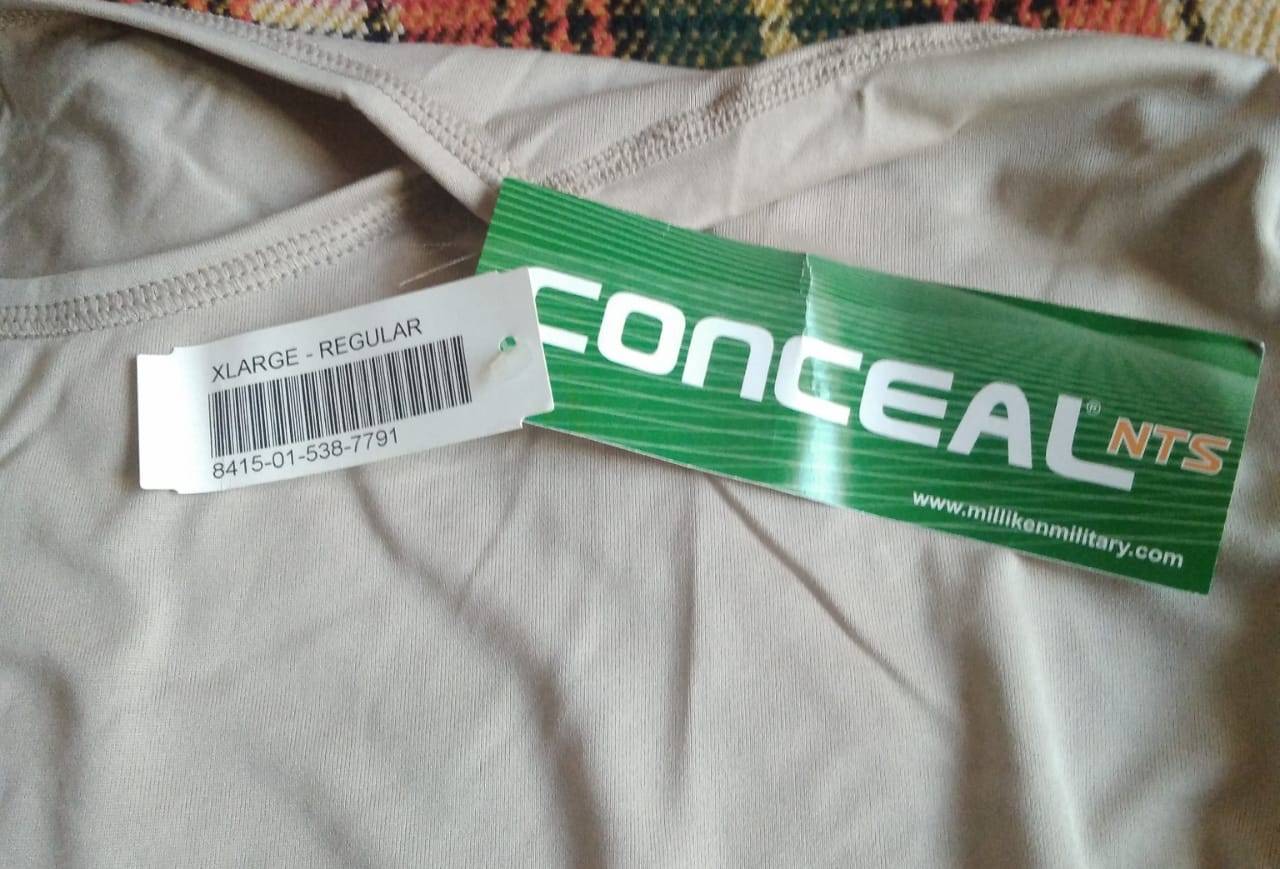 XLARGE - REGULAR
8415-01-538-7791
CONCEAL® NTS
www.millikenmilitary.com